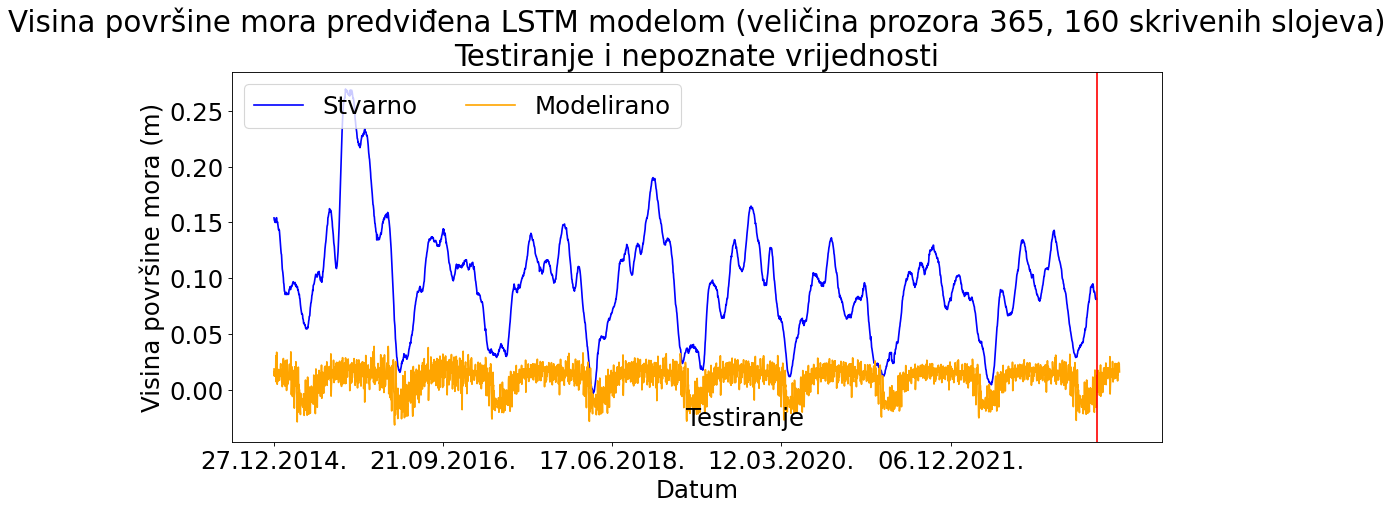 Visina površine mora predviđena LSTM modelom (veličina prozora 365, 160 skrivenih slojeva)
Testiranje i nepoznate vrijednosti
Stvarno
Modelirano
Visina površine mora (m)
0.25
0.20
0.15
0.10
0.05
0.00
Testiranje
27.12.2014.
21.09.2016.
17.06.2018.
12.03.2020.
06.12.2021.
Datum